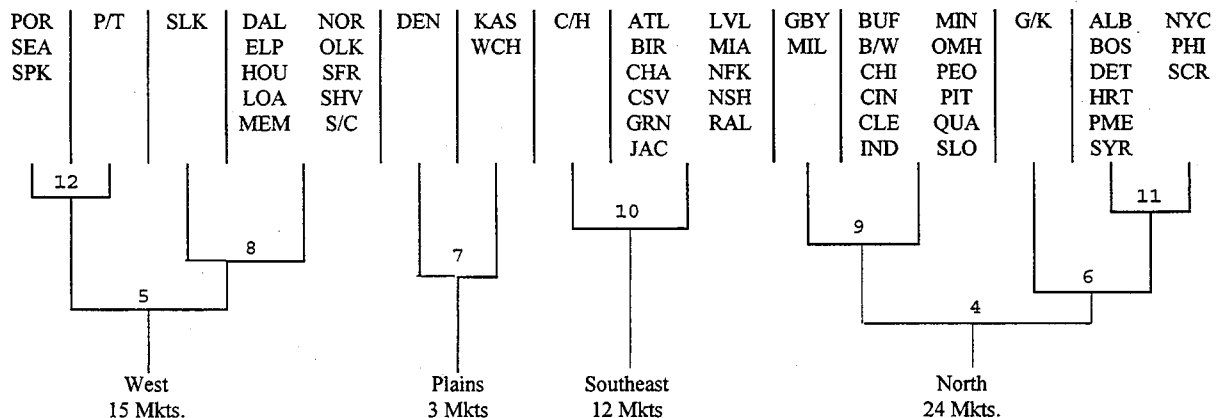 POR P/T SLK DAL NOR DEN KAS C/H ATL LVL GBY BUF MIN G/K ALB NYC
SEA ELP OLK WCH BIR MIA MIL B/W OMH BOS PHI
SPK HOU SFR CHA NFK CHI PEO DET SCR
LOA SHV CSV NSH CIN PIT HRT
MEM S/C GRN RAL CLE QUA PME
JAC IND SLO SYR
12
11
10
9
8
7
6
5
4
West Plains Southeast North
15 Mkts. 3 Mkts 12 Mkts 24 Mkts.